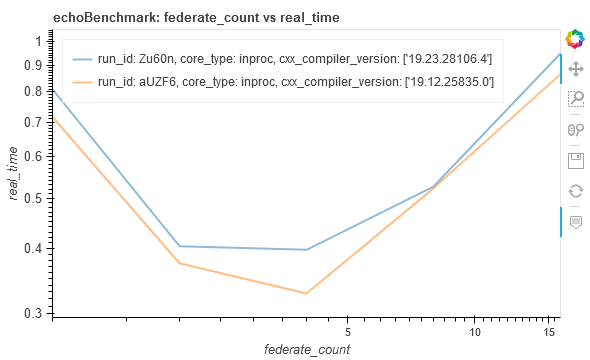 echoBenchmark: federate_count vs real_time
run_id: Zu60n, core_type: inproc, cxx_compiler_version: ['19.23.28106.4']
run_id: aUZF6, core_type: inproc, cxx_compiler_version: ['19.12.25835.0']
real_time
1
0.9
0.8
0.7
0.6
0.5
0.4
0.3
5
10
15
federate_count